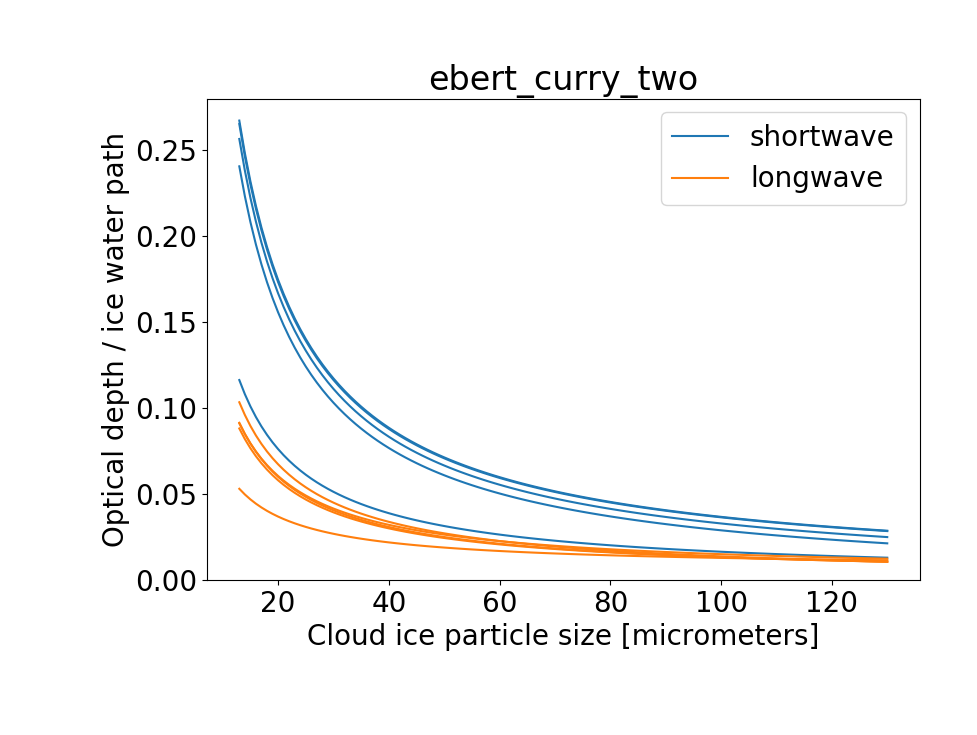 ebert_curry_two
shortwave
longwave
Optical depth / ice water path
0.25
0.20
0.15
0.10
0.05
0.00
20 40 60 80 100 120
Cloud ice particle size [micrometers]